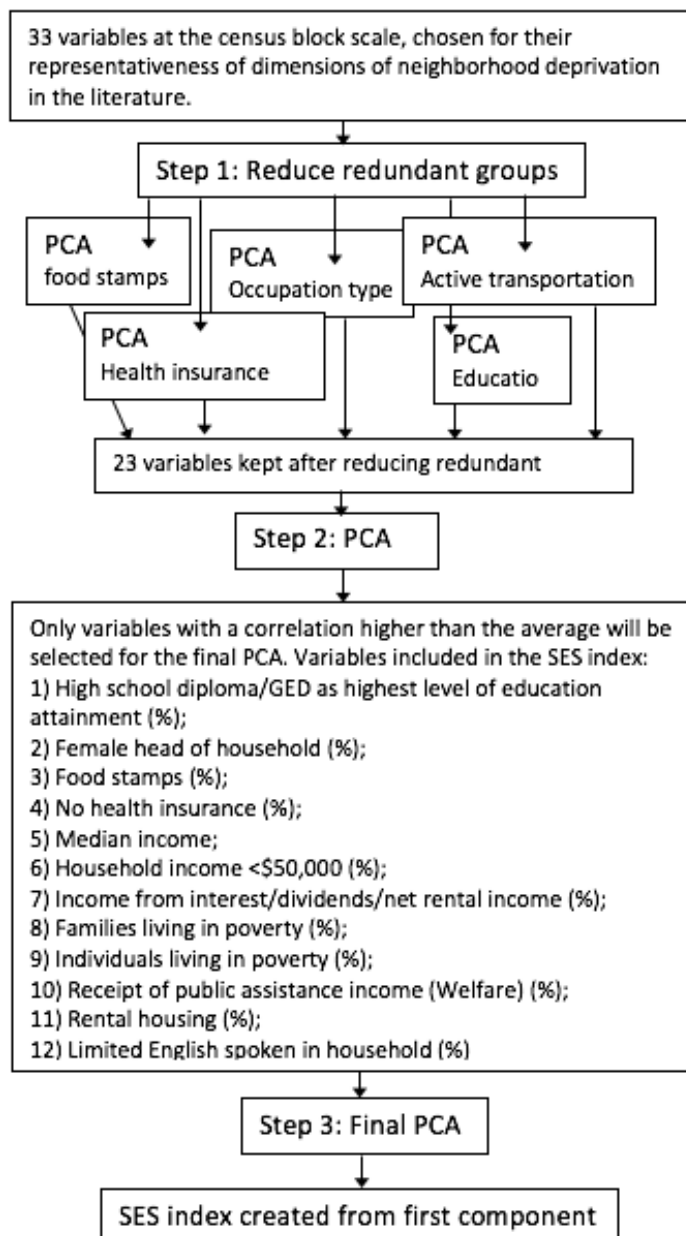 33 variables at the census block scale, chosen for their
representativeness of dimensions of neighborhood deprivation
in the literature.
Step 1: Reduce redundant groups
PCA
food stamps
PCA
Occupation type
PCA
Active transportation
PCA
Health insurance
PCA
Educatio
23 variables kept after reducing redundant
Step 2: PCA
Only variables with a correlation higher than the average will be
selected for the final PCA. Variables included in the SES index:
1) High school diploma/GED as highest level of education
attainment (%);
2) Female head of household (%);
3) Food stamps (%);
4) No health insurance (%);
5) Median income;
6) Household income <$50,000 (%);
7) Income from interest/dividends/net rental income (%);
8) Families living in poverty (%);
9) Individuals living in poverty (%);
10) Receipt of public assistance income (Welfare) (%);
11) Rental housing (%);
12) Limited English spoken in household (%)
Step 3: Final PCA
SES index created from first component